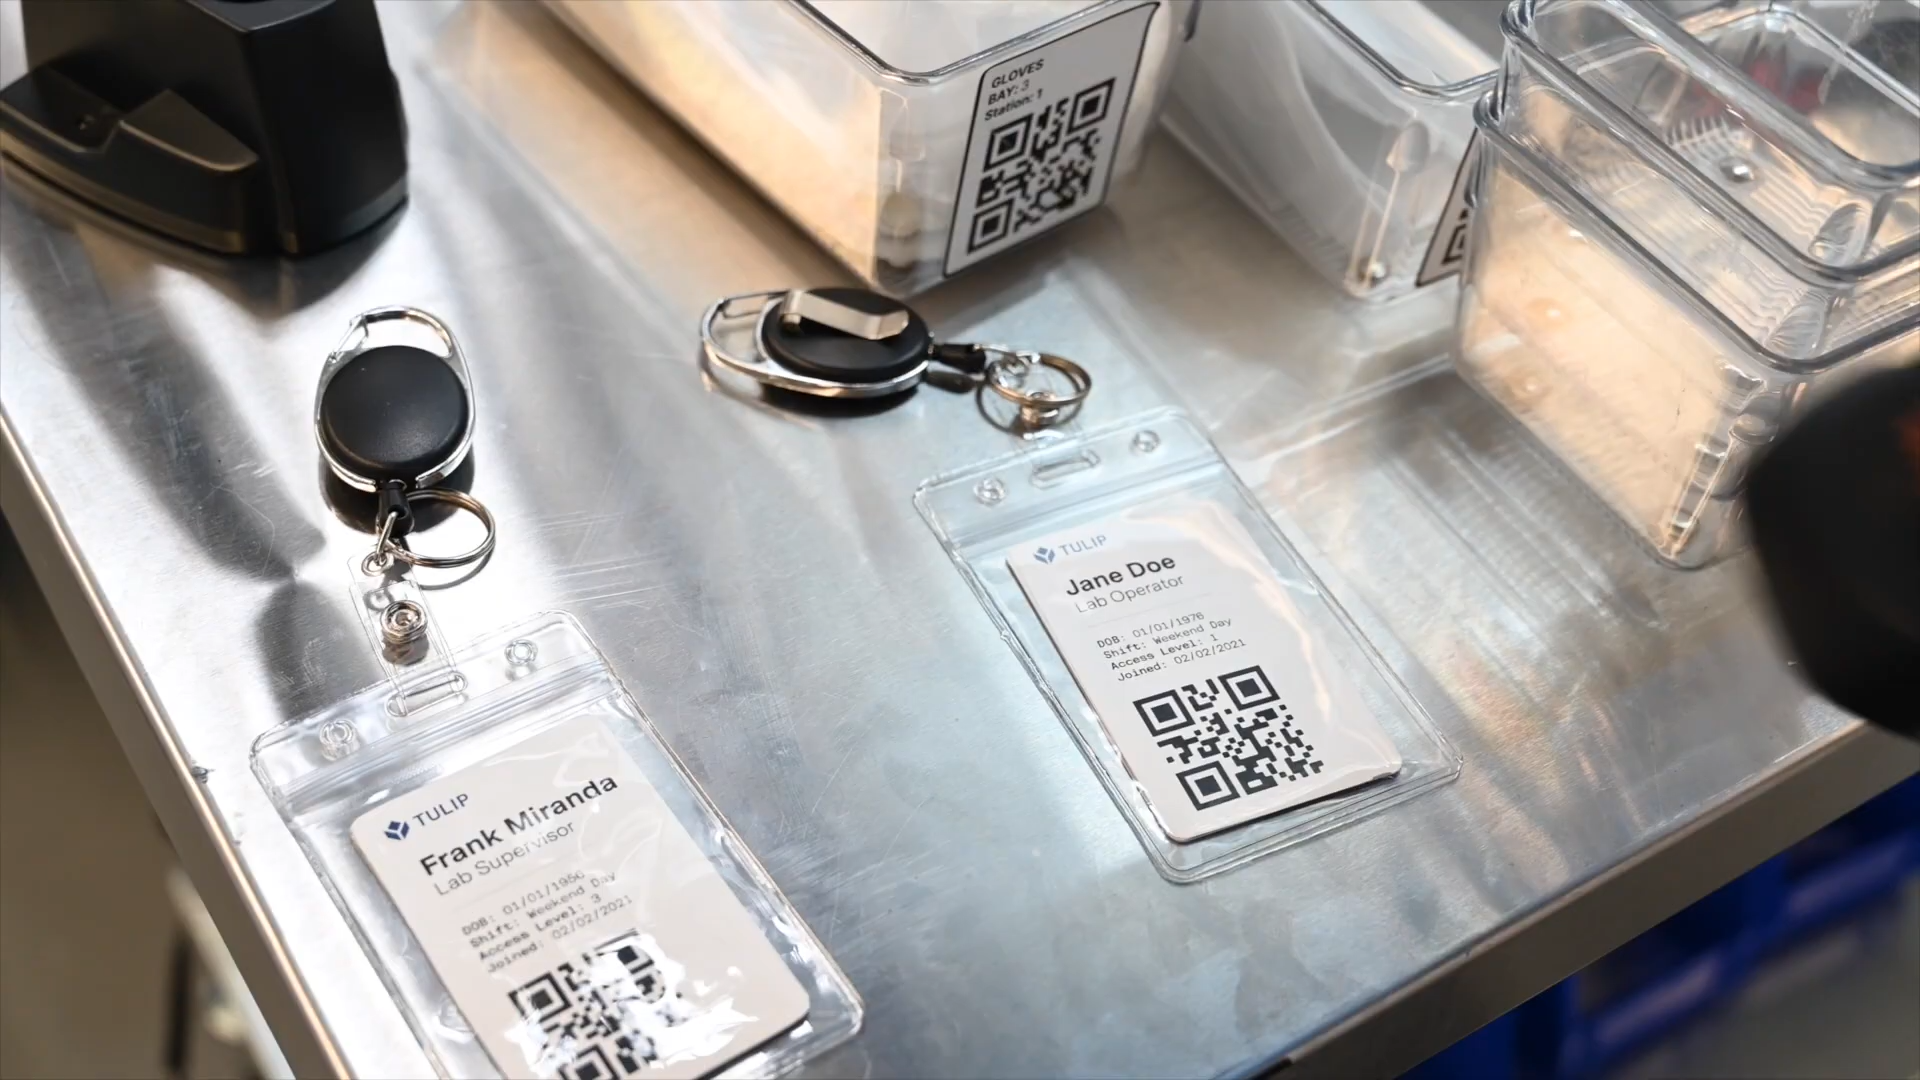 GLOVES
BAY: 3
Station: 1
TULIP
Jane Doe
Lab Operator
DOB: 01/01/1976
Shift: Weekend Day
Access Level: 1
Joined: 02/02/2021
TULIP
Frank Miranda
Lab Supervisor
DOB: 01/01/1956
Shift: Weekend Day
Access Level: 3
Joined: 02/02/2021